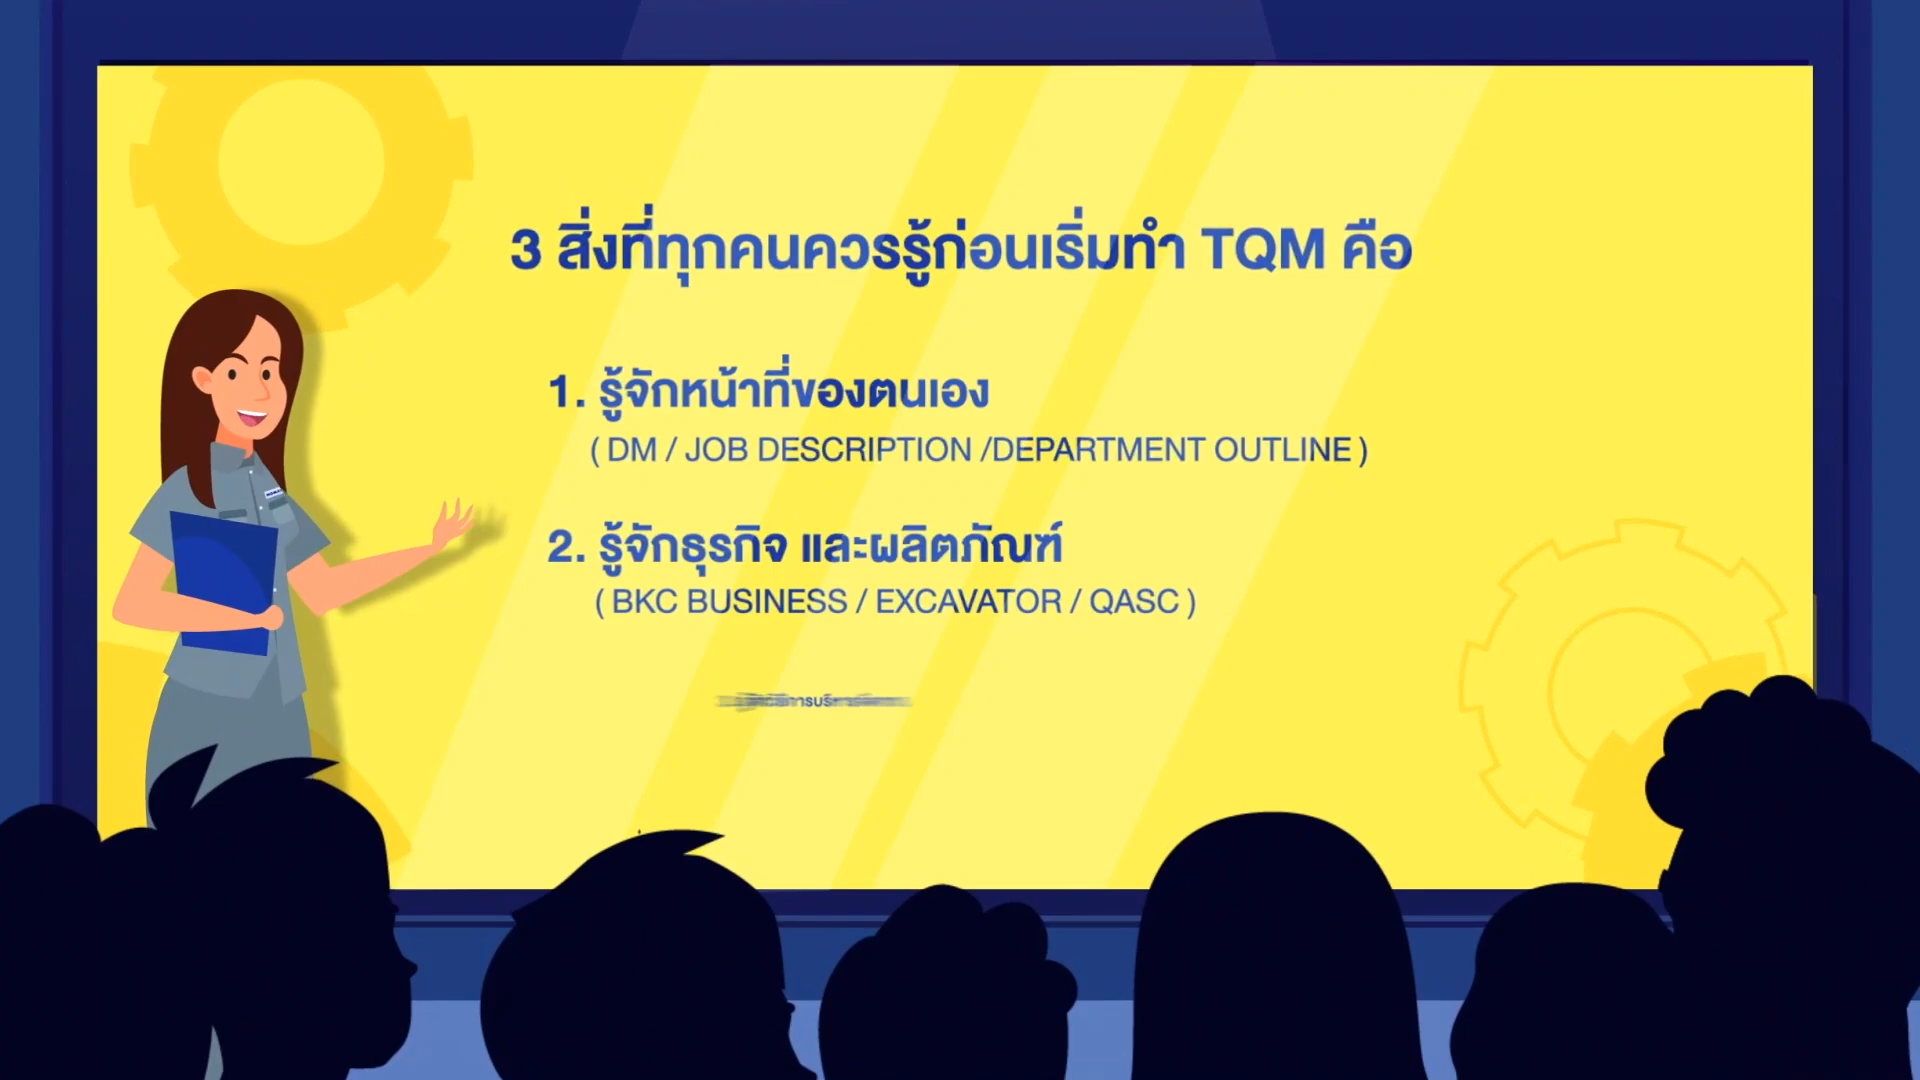 3 สิ่งที่ทุกคนควรรู้ก่อนเริ่มทำ TQM คือ
1. รู้จักหน้าที่ของตนเอง
( DM / JOB DESCRIPTION /DEPARTMENT OUTLINE )
2. รู้จักธุรกิจ และผลิตภัณฑ์
( BKC BUSINESS / EXCAVATOR / QASC )